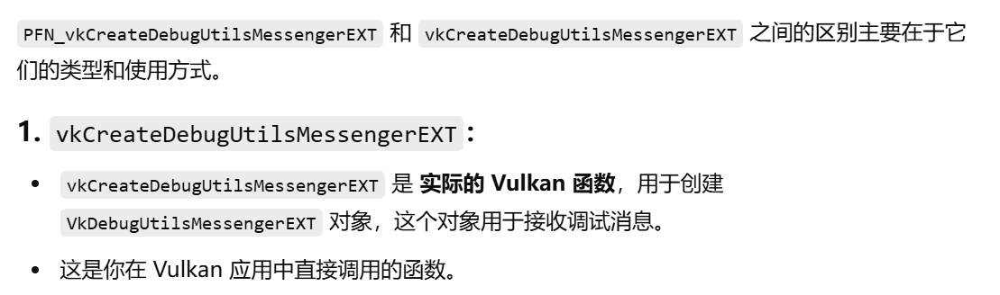 PFN_vkCreateDebugUtilsMessengerEXT 和 vkCreateDebugUtilsMessengerEXT 之间的区别主要在于它
们的类型和使用方式。
1. vkCreateDebugUtilsMessengerEXT：
• vkCreateDebugUtilsMessengerEXT 是 实际的 Vulkan 函数，用于创建
VkDebugUtilsMessengerEXT 对象，这个对象用于接收调试消息。
• 这是你在 Vulkan 应用中直接调用的函数。